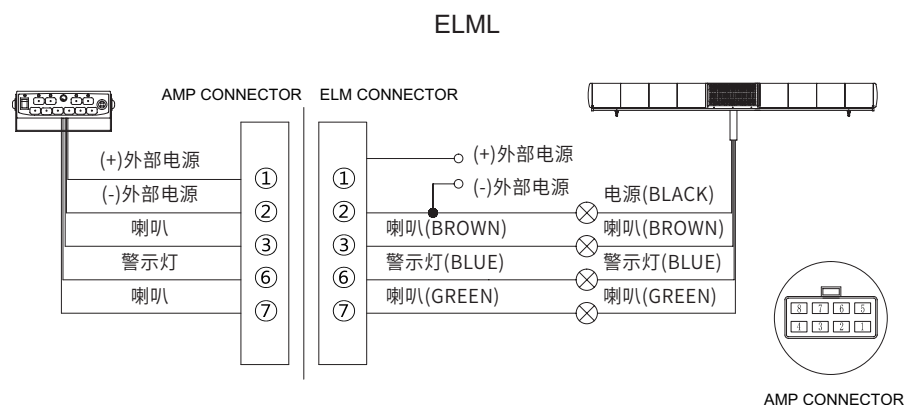 ELML
AMP CONNECTOR
ELM CONNECTOR
(+)外部电源
(-)外部电源
喇叭
警示灯
喇叭
①
②
③
⑥
⑦
①
②
③
⑥
⑦
(+)外部电源
(-)外部电源
喇叭(BROWN)
警示灯(BLUE)
喇叭(GREEN)
电源(BLACK)
喇叭(BROWN)
警示灯(BLUE)
喇叭(GREEN)
8 7 6 5
4 3 2 1
AMP CONNECTOR